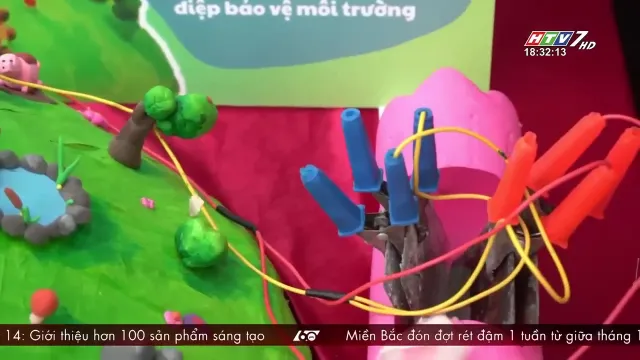 điệp bảo vệ môi trường
HTV7 HD
18:32:13
14: Giới thiệu hơn 100 sản phẩm sáng tạo
Miền Bắc đón đợt rét đậm 1 tuần từ giữa tháng 1